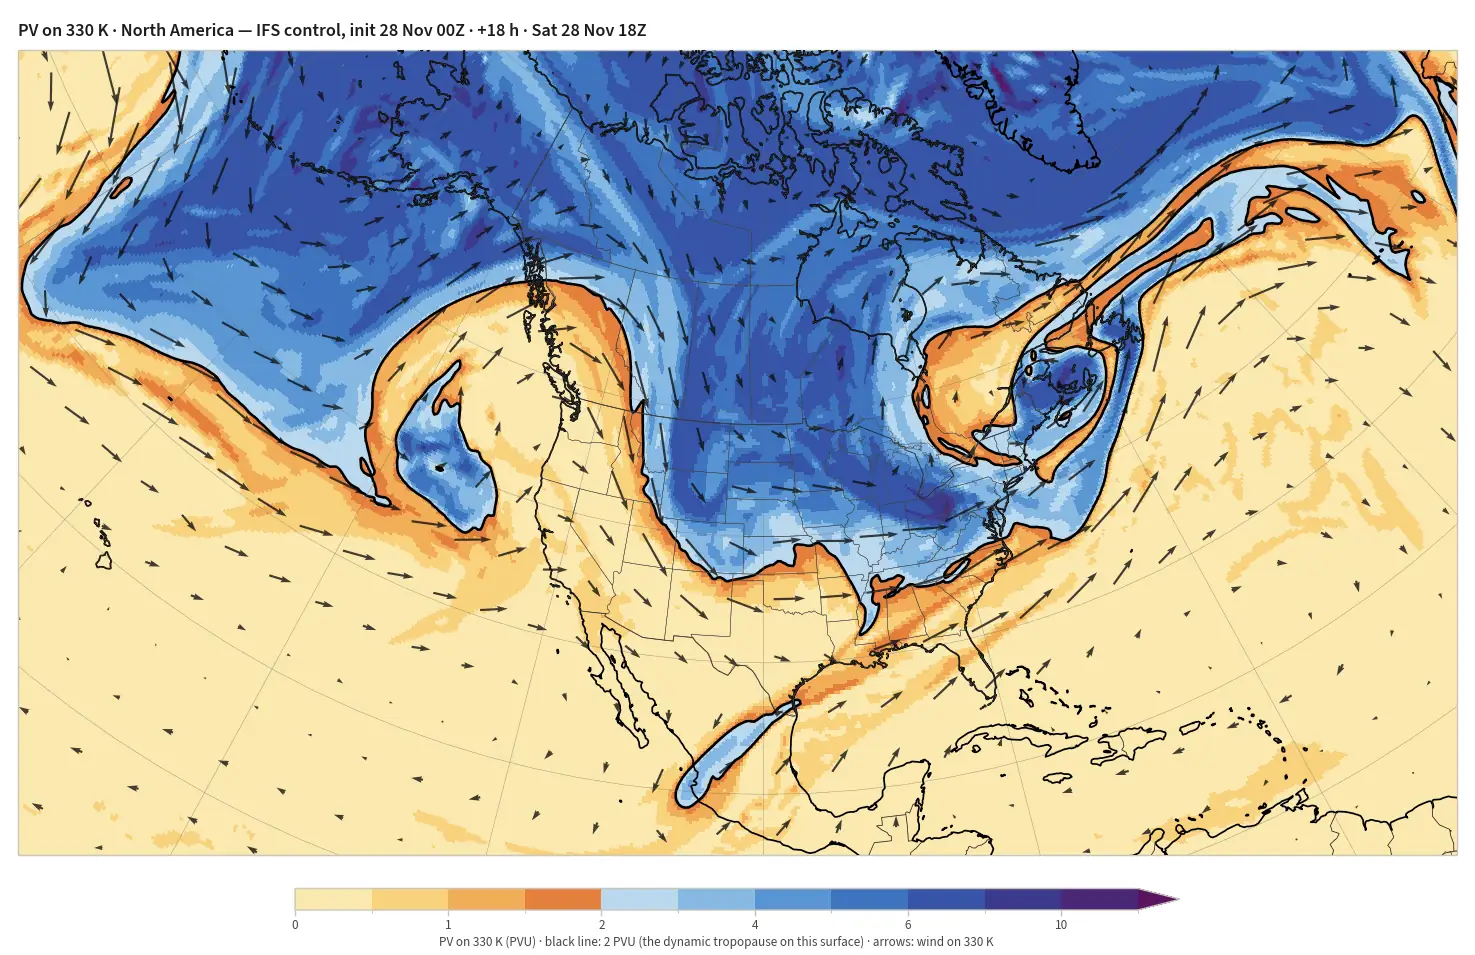 PV on 330 K · North America — IFS control, init 28 Nov 00Z · +18 h · Sat 28 Nov 18Z
0 1 2 4 6 10
PV on 330 K (PVU) · black line: 2 PVU (the dynamic tropopause on this surface) · arrows: wind on 330 K